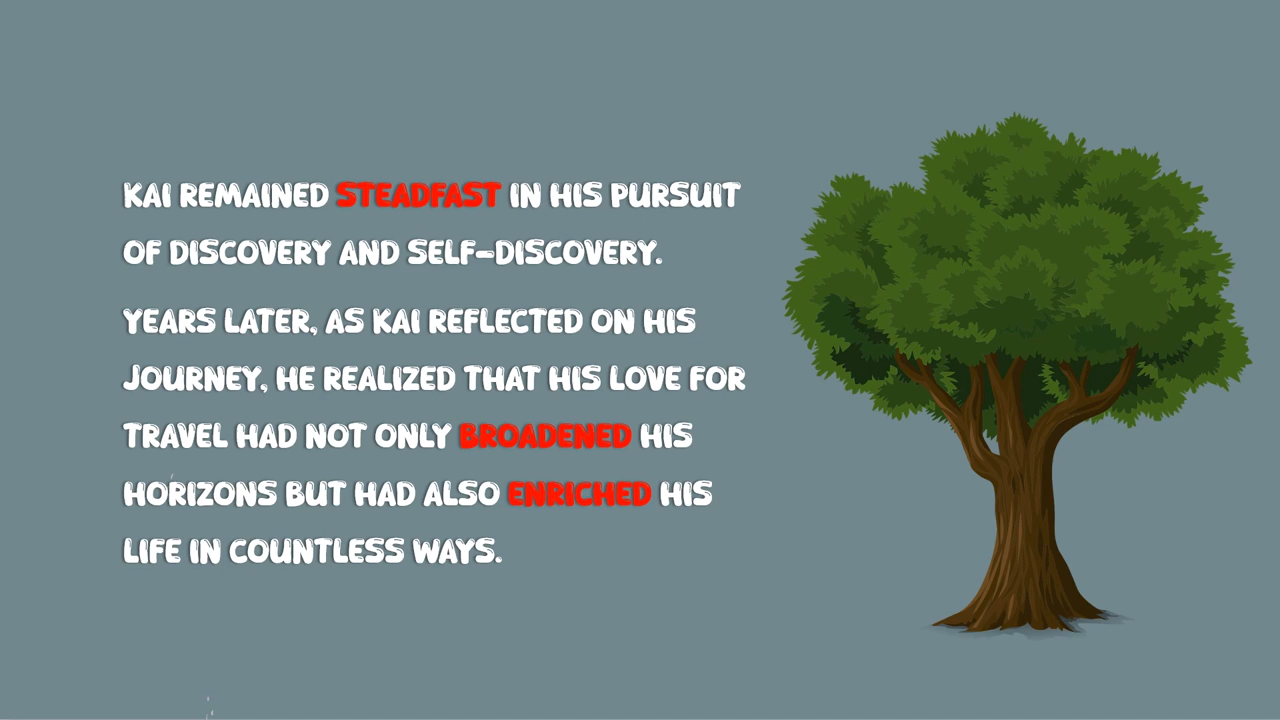 KAI REMAINED STEADFAST IN HIS PURSUIT
OF DISCOVERY AND SELF-DISCOVERY.
YEARS LATER, AS KAI REFLECTED ON HIS
JOURNEY, HE REALIZED THAT HIS LOVE FOR
TRAVEL HAD NOT ONLY BROADENED HIS
HORIZONS BUT HAD ALSO ENRICHED HIS
LIFE IN COUNTLESS WAYS.